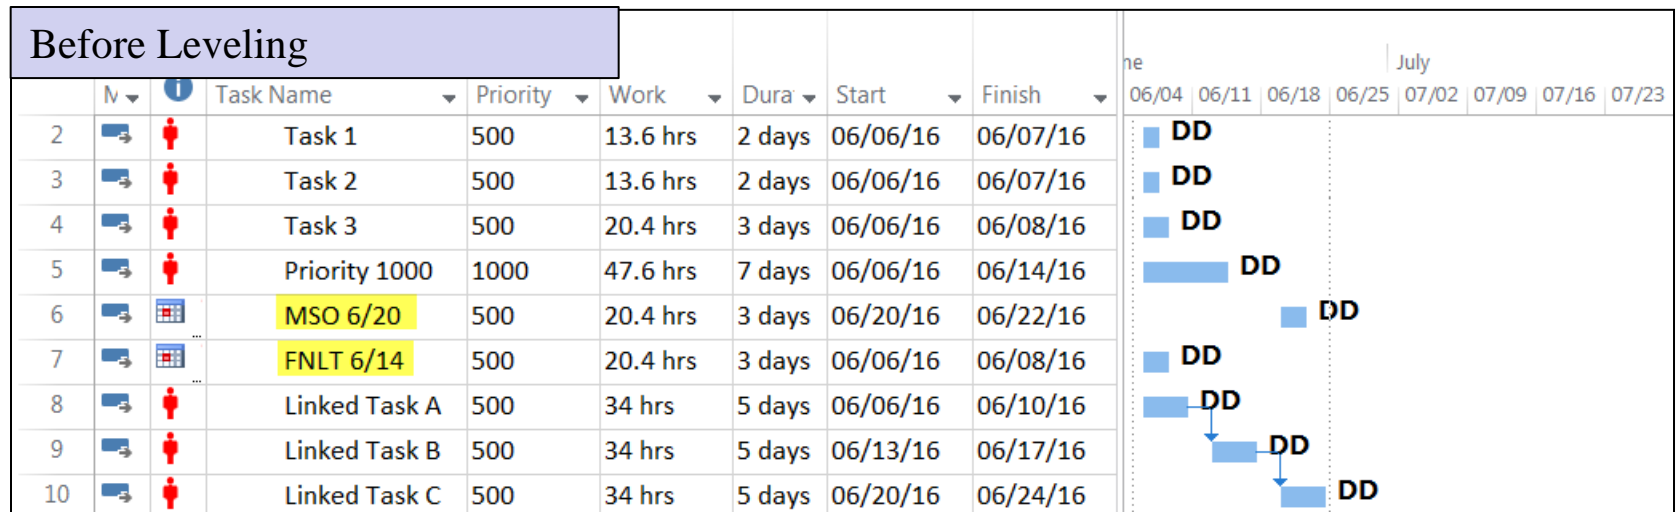 Before Leveling
ne July
M Task Name Priority Work Dura Start Finish 06/04 06/11 06/18 06/25 07/02 07/09 07/16 07/23
2 Task 1 500 13.6 hrs 2 days 06/06/16 06/07/16 DD
3 Task 2 500 13.6 hrs 2 days 06/06/16 06/07/16 DD
4 Task 3 500 20.4 hrs 3 days 06/06/16 06/08/16 DD
5 Priority 1000 1000 47.6 hrs 7 days 06/06/16 06/14/16 DD
6 MSO 6/20 500 20.4 hrs 3 days 06/20/16 06/22/16 DD
7 FNLT 6/14 500 20.4 hrs 3 days 06/06/16 06/08/16 DD
8 Linked Task A 500 34 hrs 5 days 06/06/16 06/10/16 DD
9 Linked Task B 500 34 hrs 5 days 06/13/16 06/17/16 DD
10 Linked Task C 500 34 hrs 5 days 06/20/16 06/24/16 DD